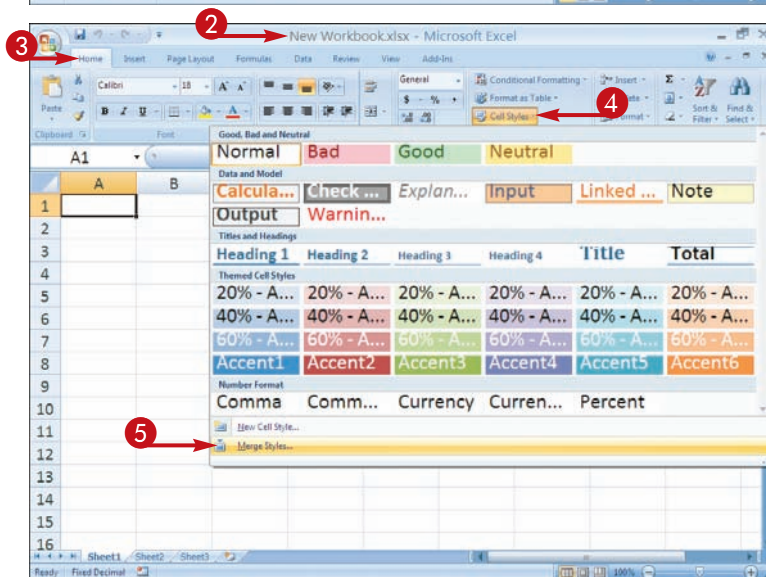 2
New Workbook.xlsx - Microsoft Excel
3
Home Insert Page Layout Formulas Data Review View Add-Ins
Calibri 18 A A General Conditional Formatting Insert Σ
Paste B I U A $ % , Format as Table Sort & Find &
Cell Styles Format Filter Select
4
Clipboard Font
A1
Good, Bad and Neutral
Normal Bad Good Neutral
Data and Model
Calcula... Check ... Explan... Input Linked ... Note
Output Warnin...
Titles and Headings
Heading 1 Heading 2 Heading 3 Heading 4 Title Total
Themed Cell Styles
20% - A... 20% - A... 20% - A... 20% - A... 20% - A... 20% - A...
40% - A... 40% - A... 40% - A... 40% - A... 40% - A... 40% - A...
60% - A... 60% - A... 60% - A... 60% - A... 60% - A... 60% - A...
Accent1 Accent2 Accent3 Accent4 Accent5 Accent6
Number Format
Comma Comm... Currency Curren... Percent
New Cell Style...
5
Merge Styles...
A B
1
2
3
4
5
6
7
8
9
10
11
12
13
14
15
16
Sheet1 Sheet2 Sheet3
Ready Fixed Decimal 100%